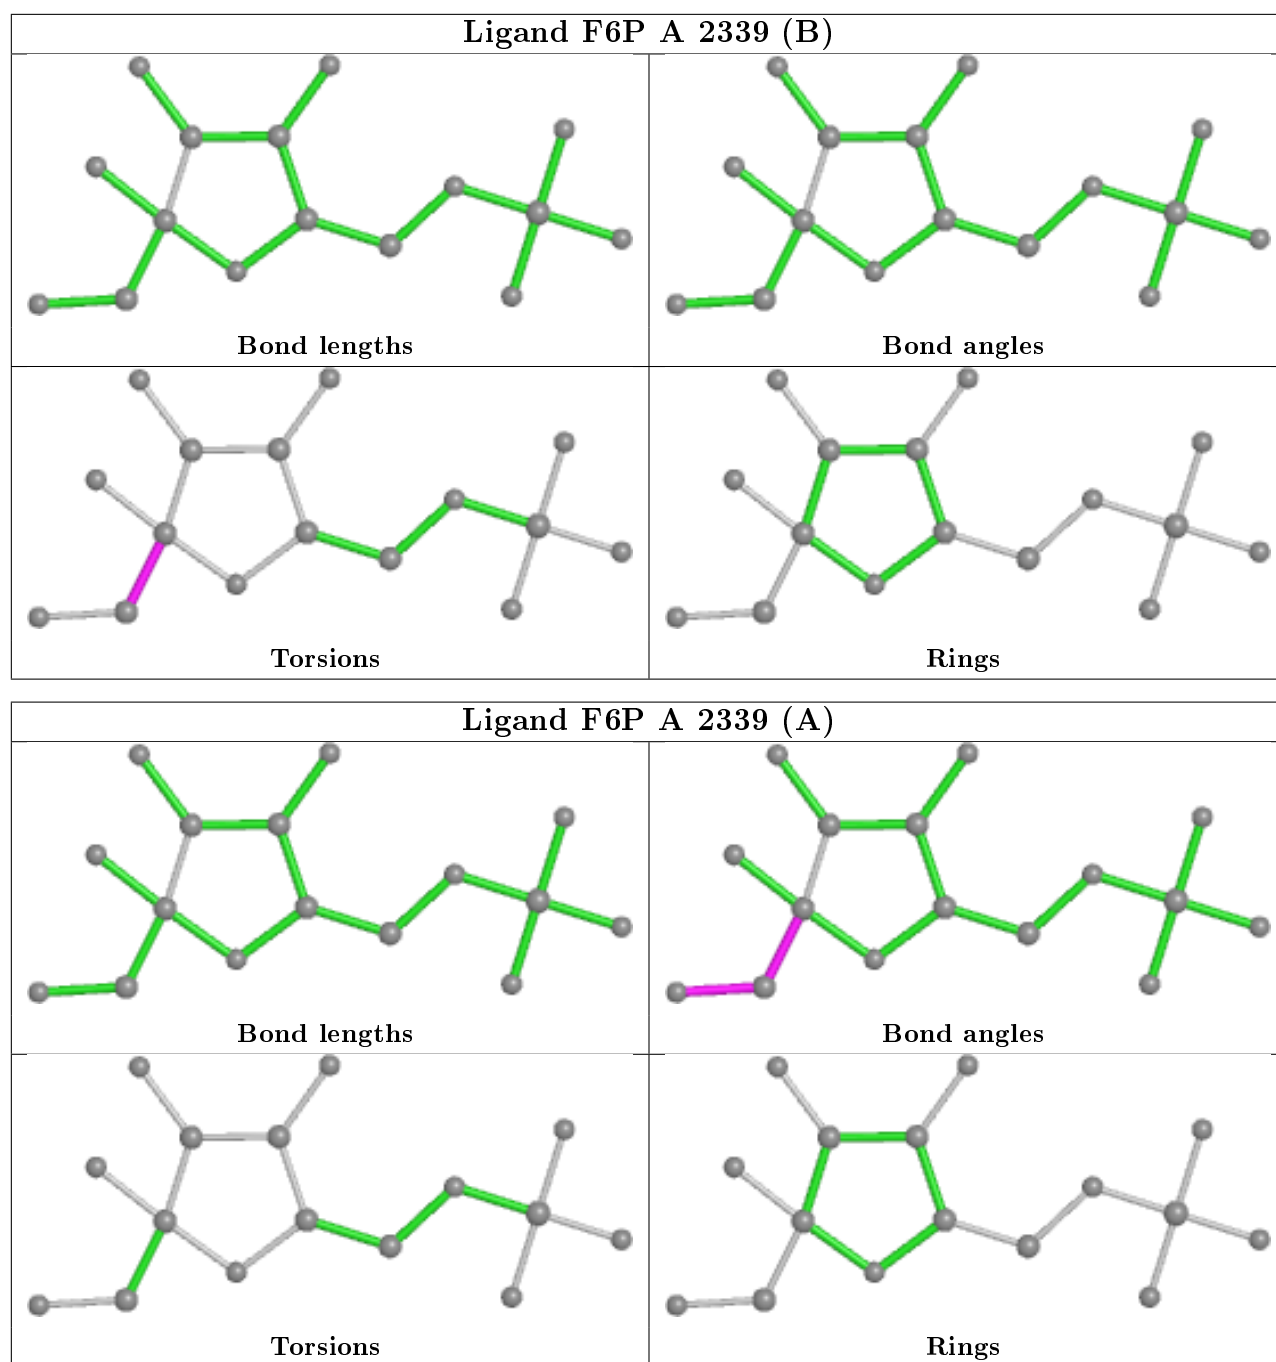 Ligand F6P A 2339 (B)
Bond lengths
Bond angles
Torsions
Rings
Ligand F6P A 2339 (A)
Bond lengths
Bond angles
Torsions
Rings